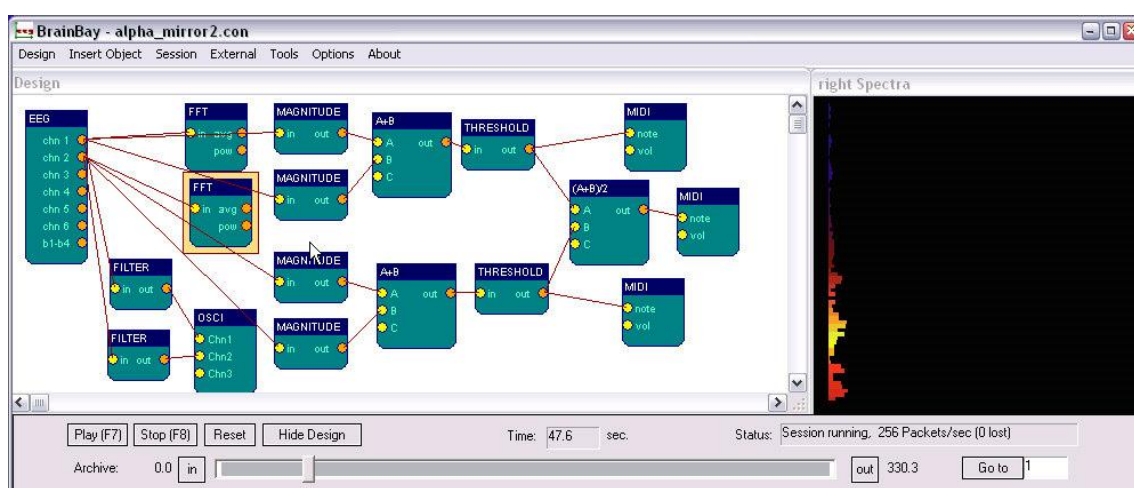 BrainBay - alpha_mirror2.con
Design Insert Object Session External Tools Options About
Design
right Spectra
EEG
chn 1
chn 2
chn 3
chn 4
chn 5
chn 6
b1-b4
FFT
in avg
pow
FFT
in avg
pow
FILTER
in out
FILTER
in out
OSCI
Chn1
Chn2
Chn3
MAGNITUDE
in out
MAGNITUDE
in out
MAGNITUDE
in out
MAGNITUDE
in out
A+B
A out
B
C
A+B
A out
B
C
THRESHOLD
in out
THRESHOLD
in out
(A+B)/2
A out
B
C
MIDI
note
vol
MIDI
note
vol
MIDI
note
vol
Play (F7) Stop (F8) Reset Hide Design Time: 47.6 sec. Status: Session running, 256 Packets/sec (0 lost)
Archive: 0.0 in out 330.3 Go to 1